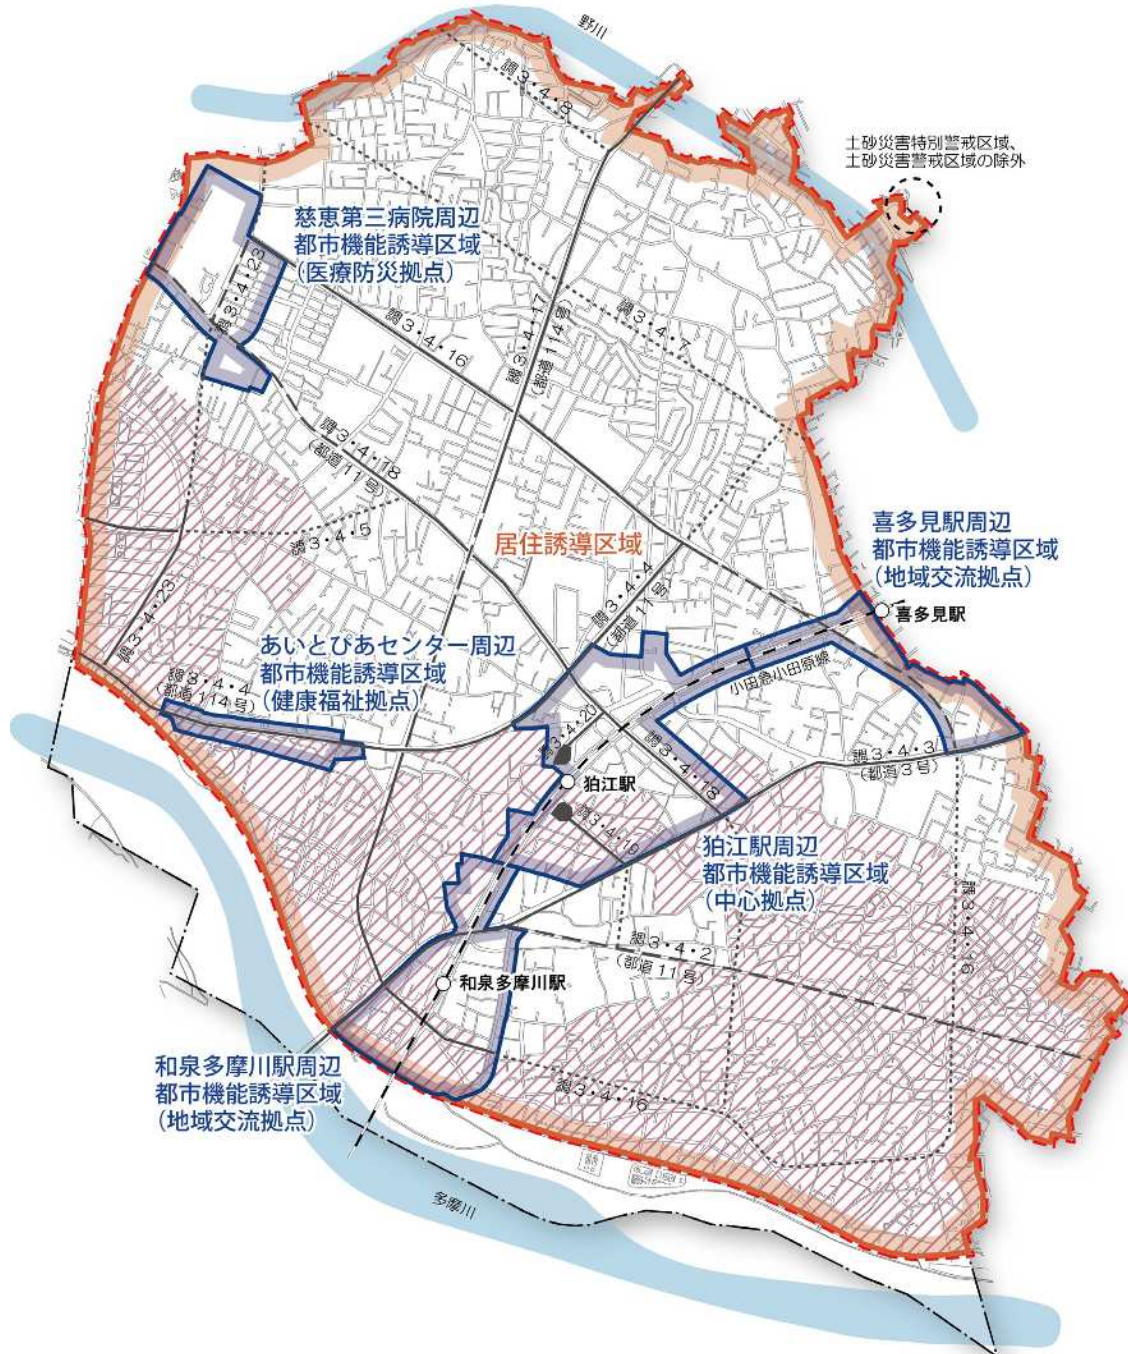 野川
調3・4・8
土砂災害特別警戒区域、
土砂災害警戒区域の除外
慈恵第三病院周辺
都市機能誘導区域
(医療防災拠点)
調3・4・23
調3・4・16
調3・4・17
(都道114号)
調3・4・7
調3・4・18
(都道11号)
調3・4・5
居住誘導区域
喜多見駅周辺
都市機能誘導区域
(地域交流拠点)
喜多見駅
調3・4・4
(都道11号)
調3・4・23
あいとぴあセンター周辺
都市機能誘導区域
(健康福祉拠点)
調3・4・4
(都道114号)
小田急小田原線
調3・4・20
調3・4・18
調3・4・3
(都道3号)
狛江駅
調3・4・19
狛江駅周辺
都市機能誘導区域
(中心拠点)
調3・4・16
調3・4・2
(都道11号)
和泉多摩川駅
和泉多摩川駅周辺
都市機能誘導区域
(地域交流拠点)
調3・4・16
多摩川